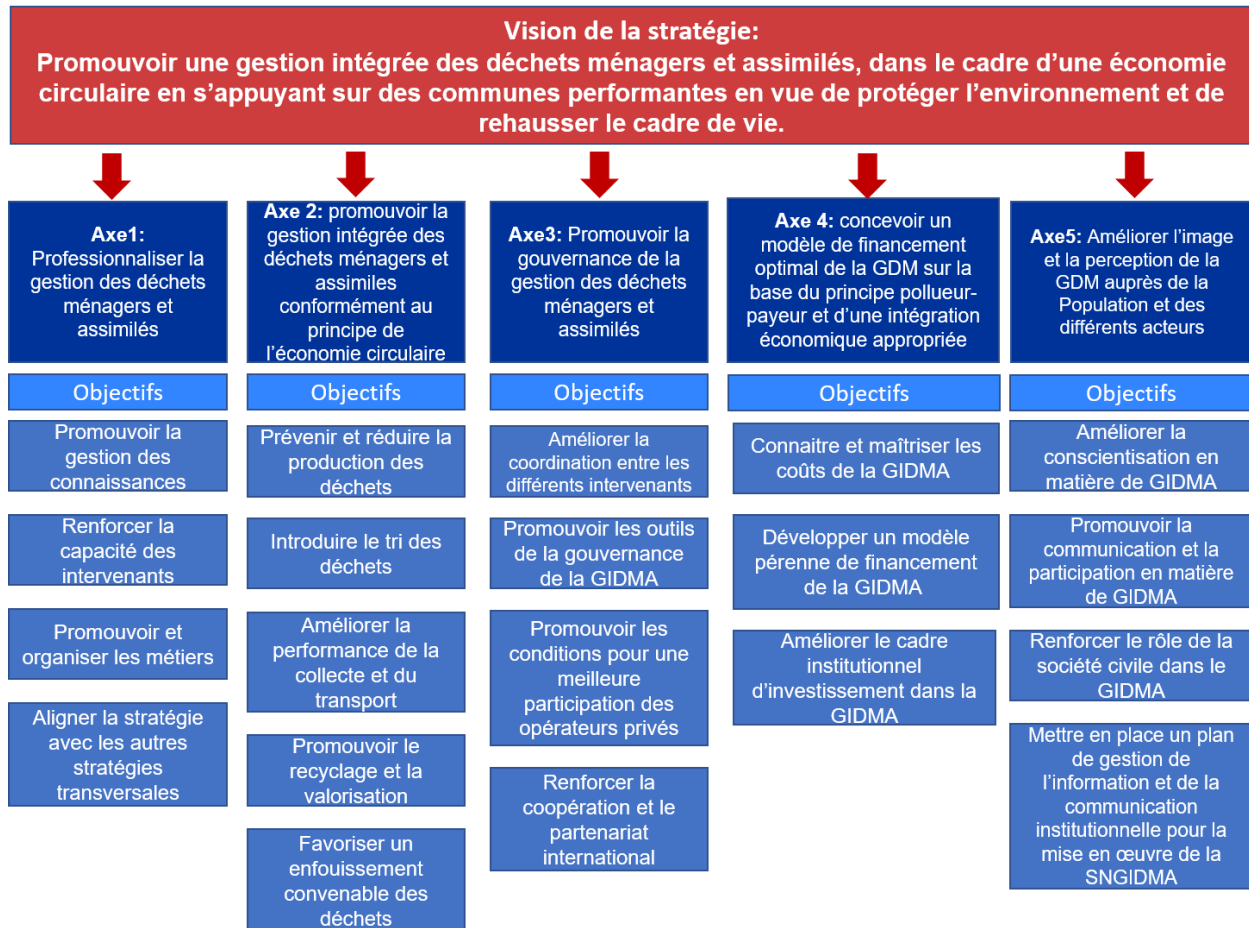 Vision de la stratégie:
Promouvoir une gestion intégrée des déchets ménagers et assimilés, dans le cadre d’une économie
circulaire en s’appuyant sur des communes performantes en vue de protéger l’environnement et de
rehausser le cadre de vie.
Axe1:
Professionnaliser la
gestion des déchets
ménagers et
assimilés
Objectifs
Promouvoir la
gestion des
connaissances
Renforcer la
capacité des
intervenants
Promouvoir et
organiser les métiers
Aligner la stratégie
avec les autres
stratégies
transversales
Axe 2: promouvoir la
gestion intégrée des
déchets ménagers et
assimiles
conformément au
principe de
l’économie circulaire
Objectifs
Prévenir et réduire la
production des
déchets
Introduire le tri des
déchets
Améliorer la
performance de la
collecte et du
transport
Promouvoir le
recyclage et la
valorisation
Favoriser un
enfouissement
convenable des
déchets
Axe3: Promouvoir la
gouvernance de la
gestion des déchets
ménagers et
assimilés
Objectifs
Améliorer la
coordination entre les
différents intervenants
Promouvoir les outils
de la gouvernance
de la GIDMA
Promouvoir les
conditions pour une
meilleure
participation des
opérateurs privés
Renforcer la
coopération et le
partenariat
international
Axe 4: concevoir un
modèle de financement
optimal de la GDM sur la
base du principe pollueur-
payeur et d’une intégration
économique appropriée
Objectifs
Connaitre et maîtriser les
coûts de la GIDMA
Développer un modèle
pérenne de financement
de la GIDMA
Améliorer le cadre
institutionnel
d’investissement dans la
GIDMA
Axe5: Améliorer l’image
et la perception de la
GDM auprès de la
Population et des
différents acteurs
Objectifs
Améliorer la
conscientisation en
matière de GIDMA
Promouvoir la
communication et la
participation en matière
de GIDMA
Renforcer le rôle de la
société civile dans le
GIDMA
Mettre en place un plan
de gestion de
l’information et de la
communication
institutionnelle pour la
mise en œuvre de la
SNGIDMA